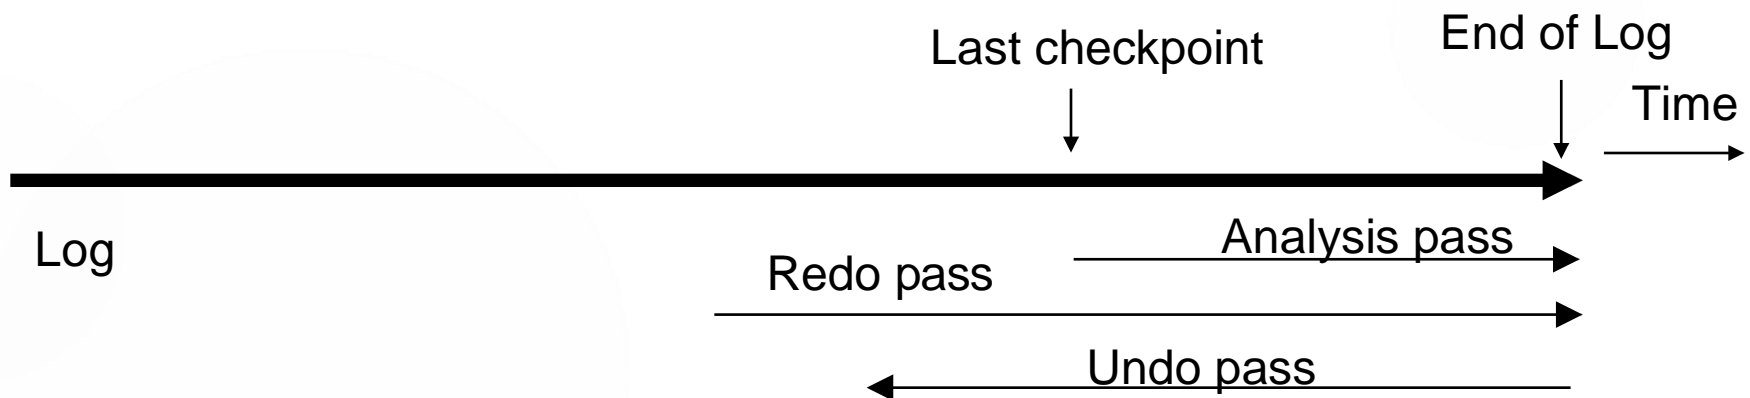 Last checkpoint
End of Log
Time
Log
Analysis pass
Redo pass
Undo pass